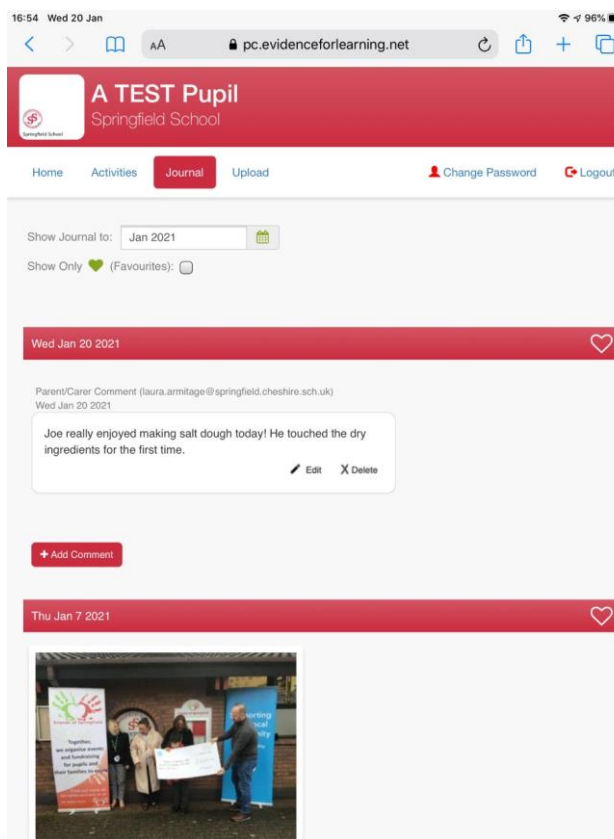 16:54 Wed 20 Jan
96%
AA
pc.evidenceforlearning.net
Springfield School
A TEST Pupil
Springfield School
Home Activities Journal Upload Change Password Logout
Show Journal to: Jan 2021
Show Only (Favourites):
Wed Jan 20 2021
Parent/Carer Comment (laura.armitage@springfield.cheshire.sch.uk)
Wed Jan 20 2021
Joe really enjoyed making salt dough today! He touched the dry
ingredients for the first time.
Edit X Delete
+ Add Comment
Thu Jan 7 2021
Friends of Springfield
Together,
we organise events
and fundraising
for pupils and
their families to